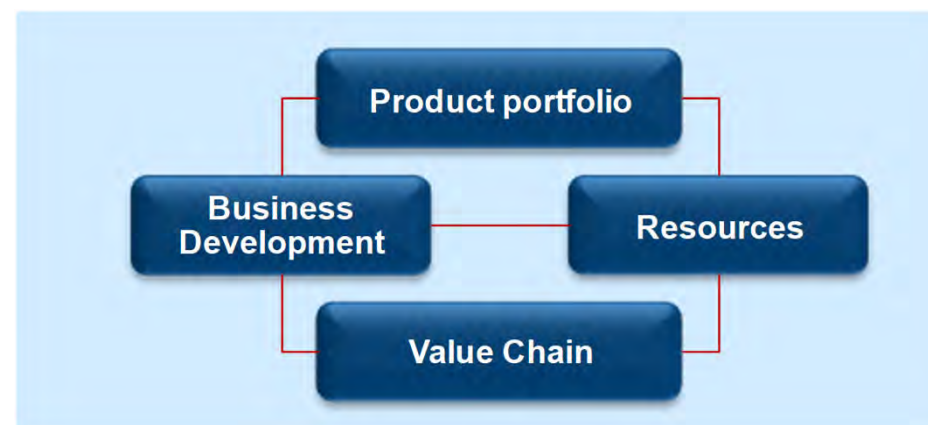 Product portfolio
Business
Development
Resources
Value Chain